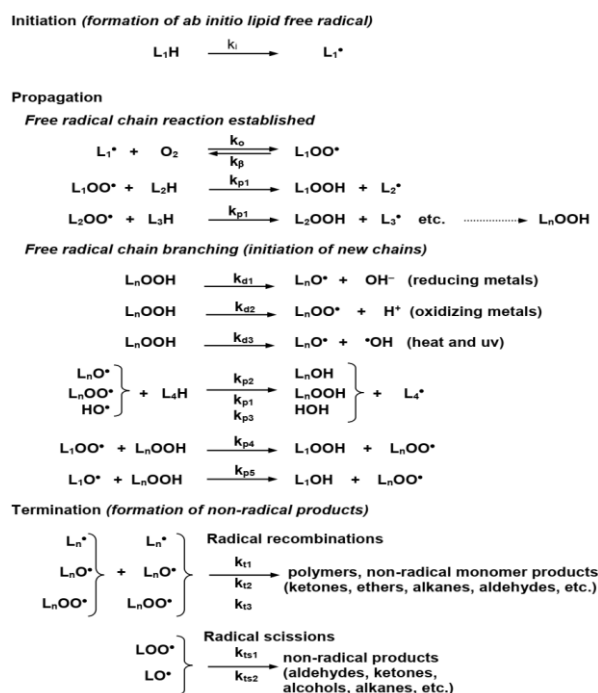 Initiation (formation of ab initio lipid free radical)
L₁H kᵢ L₁•
Propagation
Free radical chain reaction established
L₁• + O₂ kₒ kᵦ L₁OO•
L₁OO• + L₂H kₚ₁ L₁OOH + L₂•
L₂OO• + L₃H kₚ₁ L₂OOH + L₃• etc. LₙOOH
Free radical chain branching (initiation of new chains)
LₙOOH k_d1 LₙO• + OH⁻ (reducing metals)
LₙOOH k_d2 LₙOO• + H⁺ (oxidizing metals)
LₙOOH k_d3 LₙO• + •OH (heat and uv)
LₙO• kₚ₂ LₙOH
LₙOO• + L₄H kₚ₁ LₙOOH + L₄•
HO• kₚ₃ HOH
L₁OO• + LₙOOH kₚ₄ L₁OOH + LₙOO•
L₁O• + LₙOOH kₚ₅ L₁OH + LₙOO•
Termination (formation of non-radical products)
Lₙ• Lₙ• Radical recombinations
LₙO• + LₙO• kₜ₁ kₜ₂ polymers, non-radical monomer products
(ketones, ethers, alkanes, aldehydes, etc.)
LₙOO• LₙOO• kₜ₃
Radical scissions
LOO• kₜₛ₁ non-radical products
LO• kₜₛ₂ (aldehydes, ketones,
alcohols, alkanes, etc.)